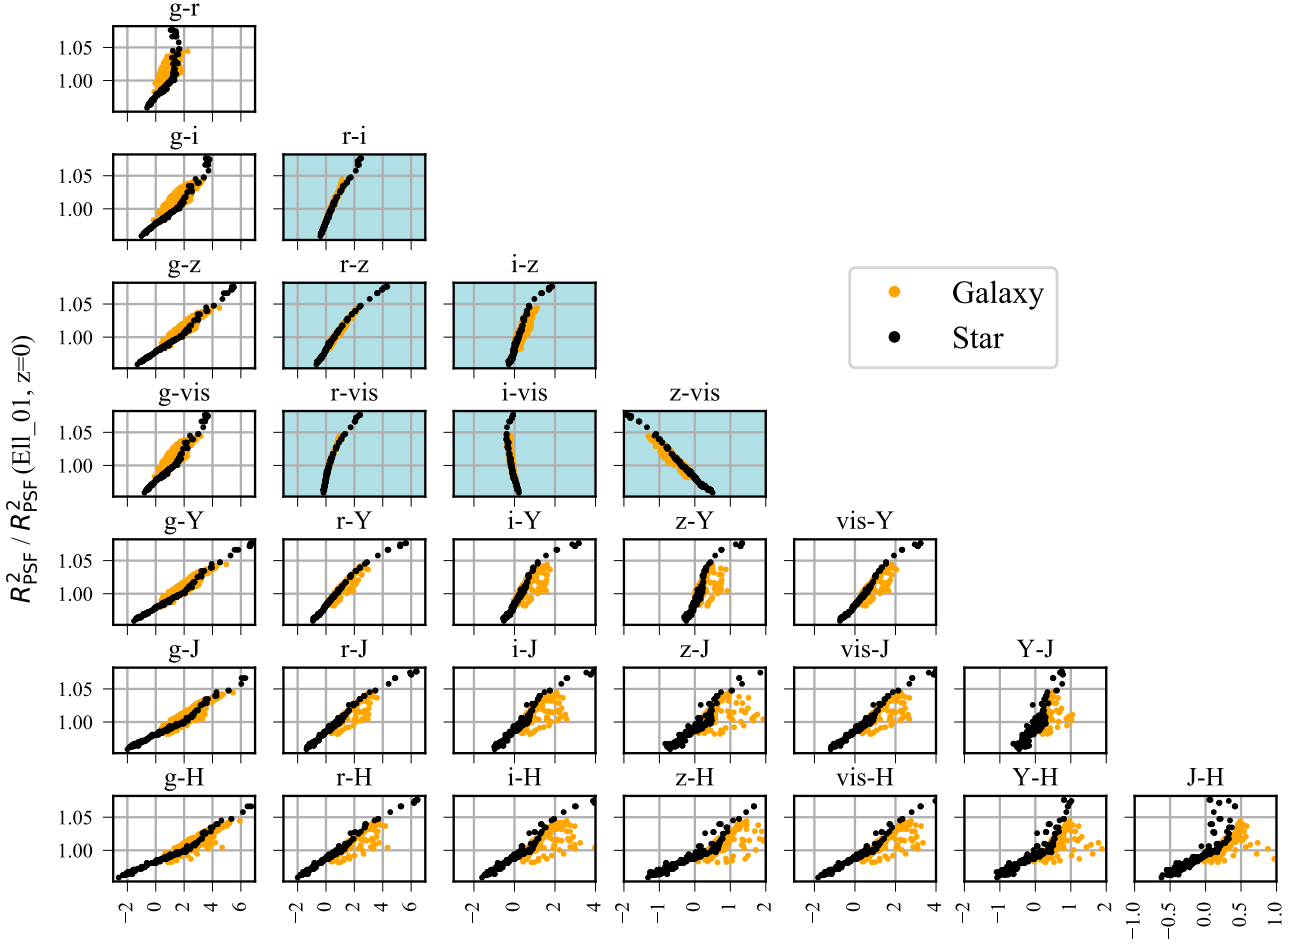 g-r
1.05
1.00
g-i
r-i
1.05
1.00
g-z
r-z
i-z
1.05
1.00
Galaxy
Star
g-vis
r-vis
i-vis
z-vis
1.05
1.00
R²PSF / R²PSF (Ell_01, z=0)
g-Y
r-Y
i-Y
z-Y
vis-Y
1.05
1.00
g-J
r-J
i-J
z-J
vis-J
Y-J
1.05
1.00
g-H
r-H
i-H
z-H
vis-H
Y-H
J-H
1.05
1.00
−2 0 2 4 6
−2 0 2 4 6
−2 0 2 4
−2 −1 0 1 2
−2 0 2 4
−2 −1 0 1 2
−1.0 −0.5 0.0 0.5 1.0